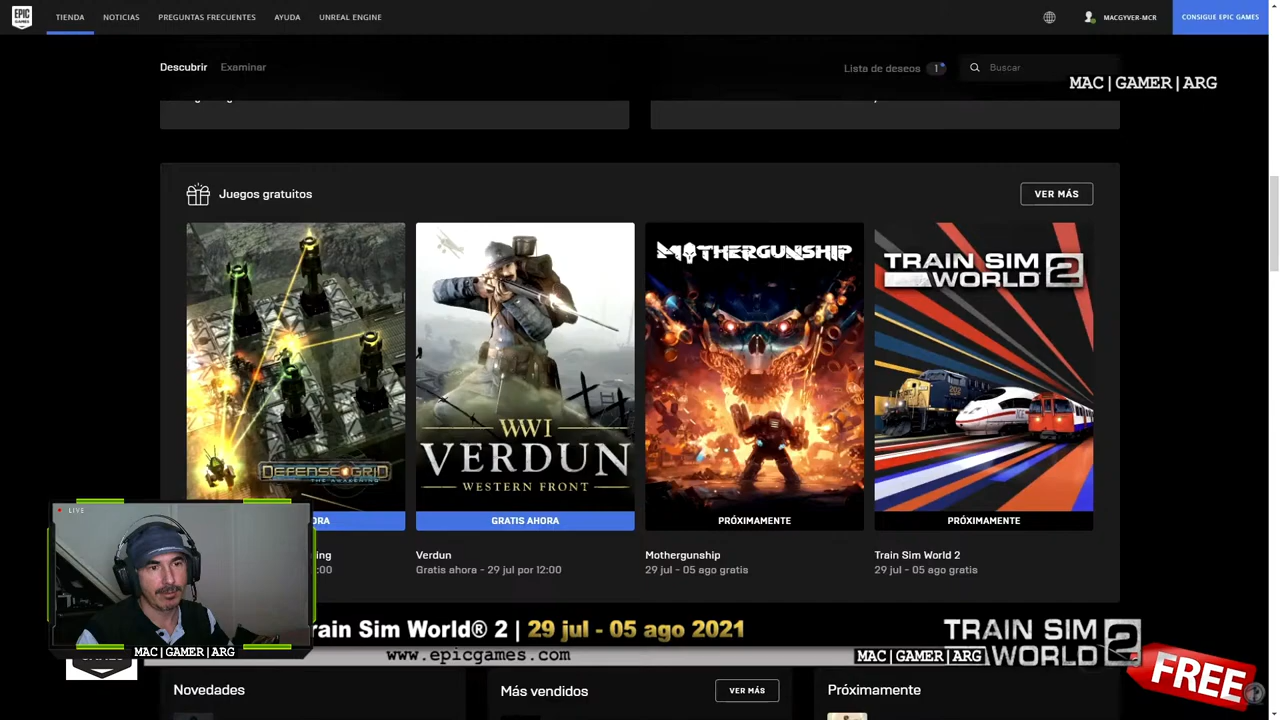 EPIC GAMES
TIENDA NOTICIAS PREGUNTAS FRECUENTES AYUDA UNREAL ENGINE
MACGYVER-MCR
CONSIGUE EPIC GAMES
Descubrir Examinar
Lista de deseos 1
Buscar
MAC|GAMER|ARG
Juegos gratuitos
VER MÁS
DEFENSE GRID
THE AWAKENING
WWI
VERDUN
WESTERN FRONT
MOTHERGUNSHIP
TRAIN SIM
WORLD 2
GRATIS AHORA
PRÓXIMAMENTE
PRÓXIMAMENTE
Verdun
Gratis ahora - 29 jul por 12:00
Mothergunship
29 jul - 05 ago gratis
Train Sim World 2
29 jul - 05 ago gratis
LIVE
MAC|GAMER|ARG
rain Sim World® 2 | 29 jul - 05 ago 2021
www.epicgames.com
MAC|GAMER|ARG
TRAIN SIM
WORLD 2
FREE
Novedades
Más vendidos
VER MÁS
Próximamente